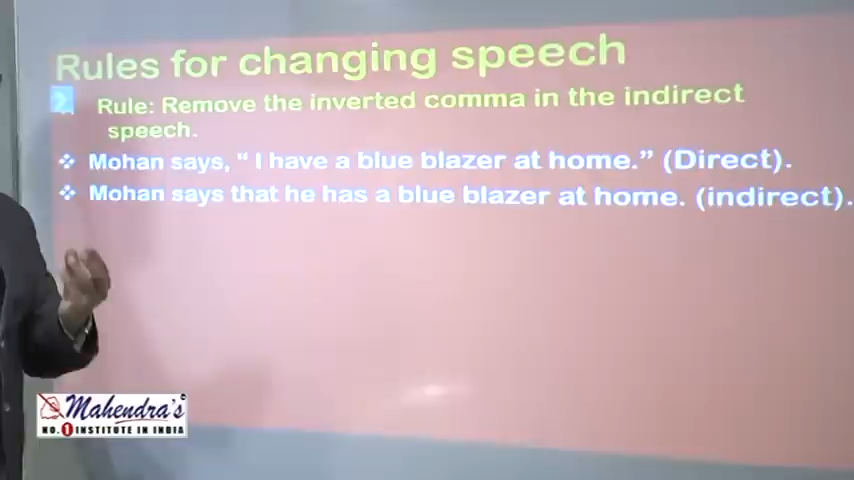 Rules for changing speech
Rule: Remove the inverted comma in the indirect
speech.
Mohan says, “ I have a blue blazer at home.” (Direct).
Mohan says that he has a blue blazer at home. (indirect).
Mahendra's
NO. 1 INSTITUTE IN INDIA